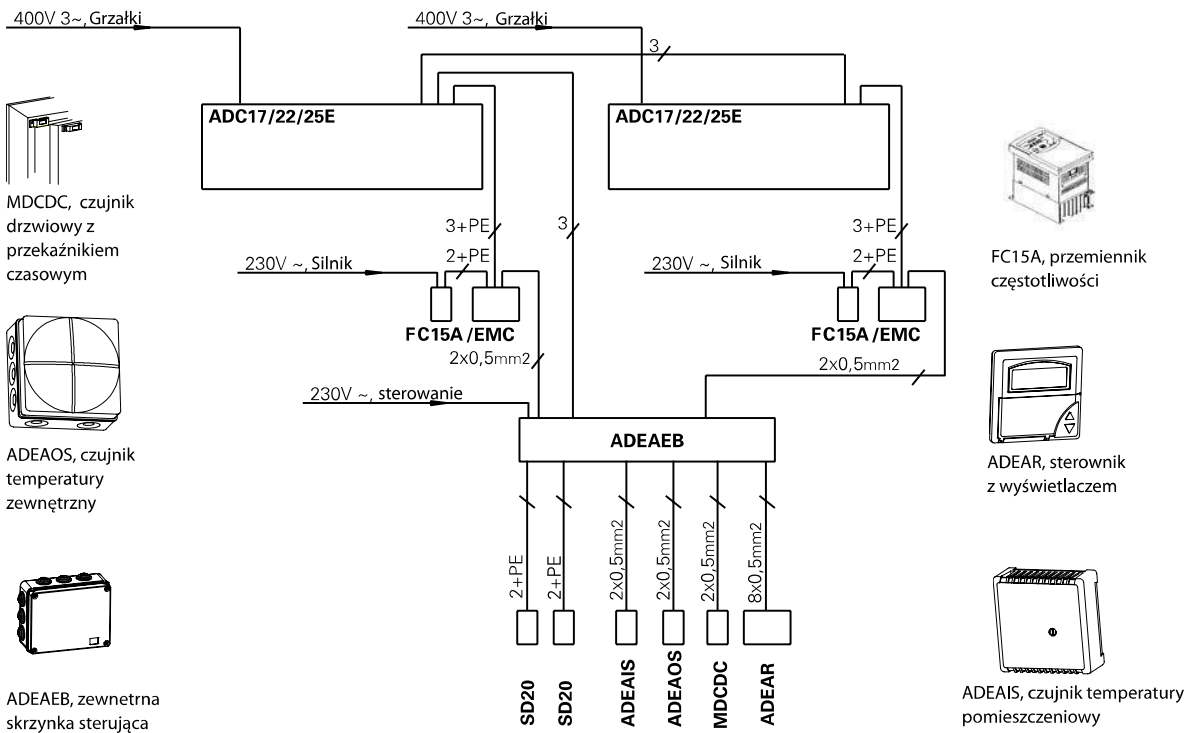 400V 3~, Grzałki
400V 3~, Grzałki
3
ADC17/22/25E
ADC17/22/25E
MDCDC, czujnik
drzwiowy z
przekaźnikiem
czasowym
3+PE
3
3+PE
2+PE
2+PE
230V ~, Silnik
230V ~, Silnik
FC15A, przemiennik
częstotliwości
FC15A /EMC
FC15A /EMC
2x0,5mm2
2x0,5mm2
230V ~, sterowanie
ADEAEB
ADEAOS, czujnik
temperatury
zewnętrzny
ADEAR, sterownik
z wyświetlaczem
2+PE
2+PE
2x0,5mm2
2x0,5mm2
2x0,5mm2
8x0,5mm2
SD20
SD20
ADEAIS
ADEAOS
MDCDC
ADEAR
ADEAEB, zewnetrna
skrzynka sterująca
ADEAIS, czujnik temperatury
pomieszczeniowy